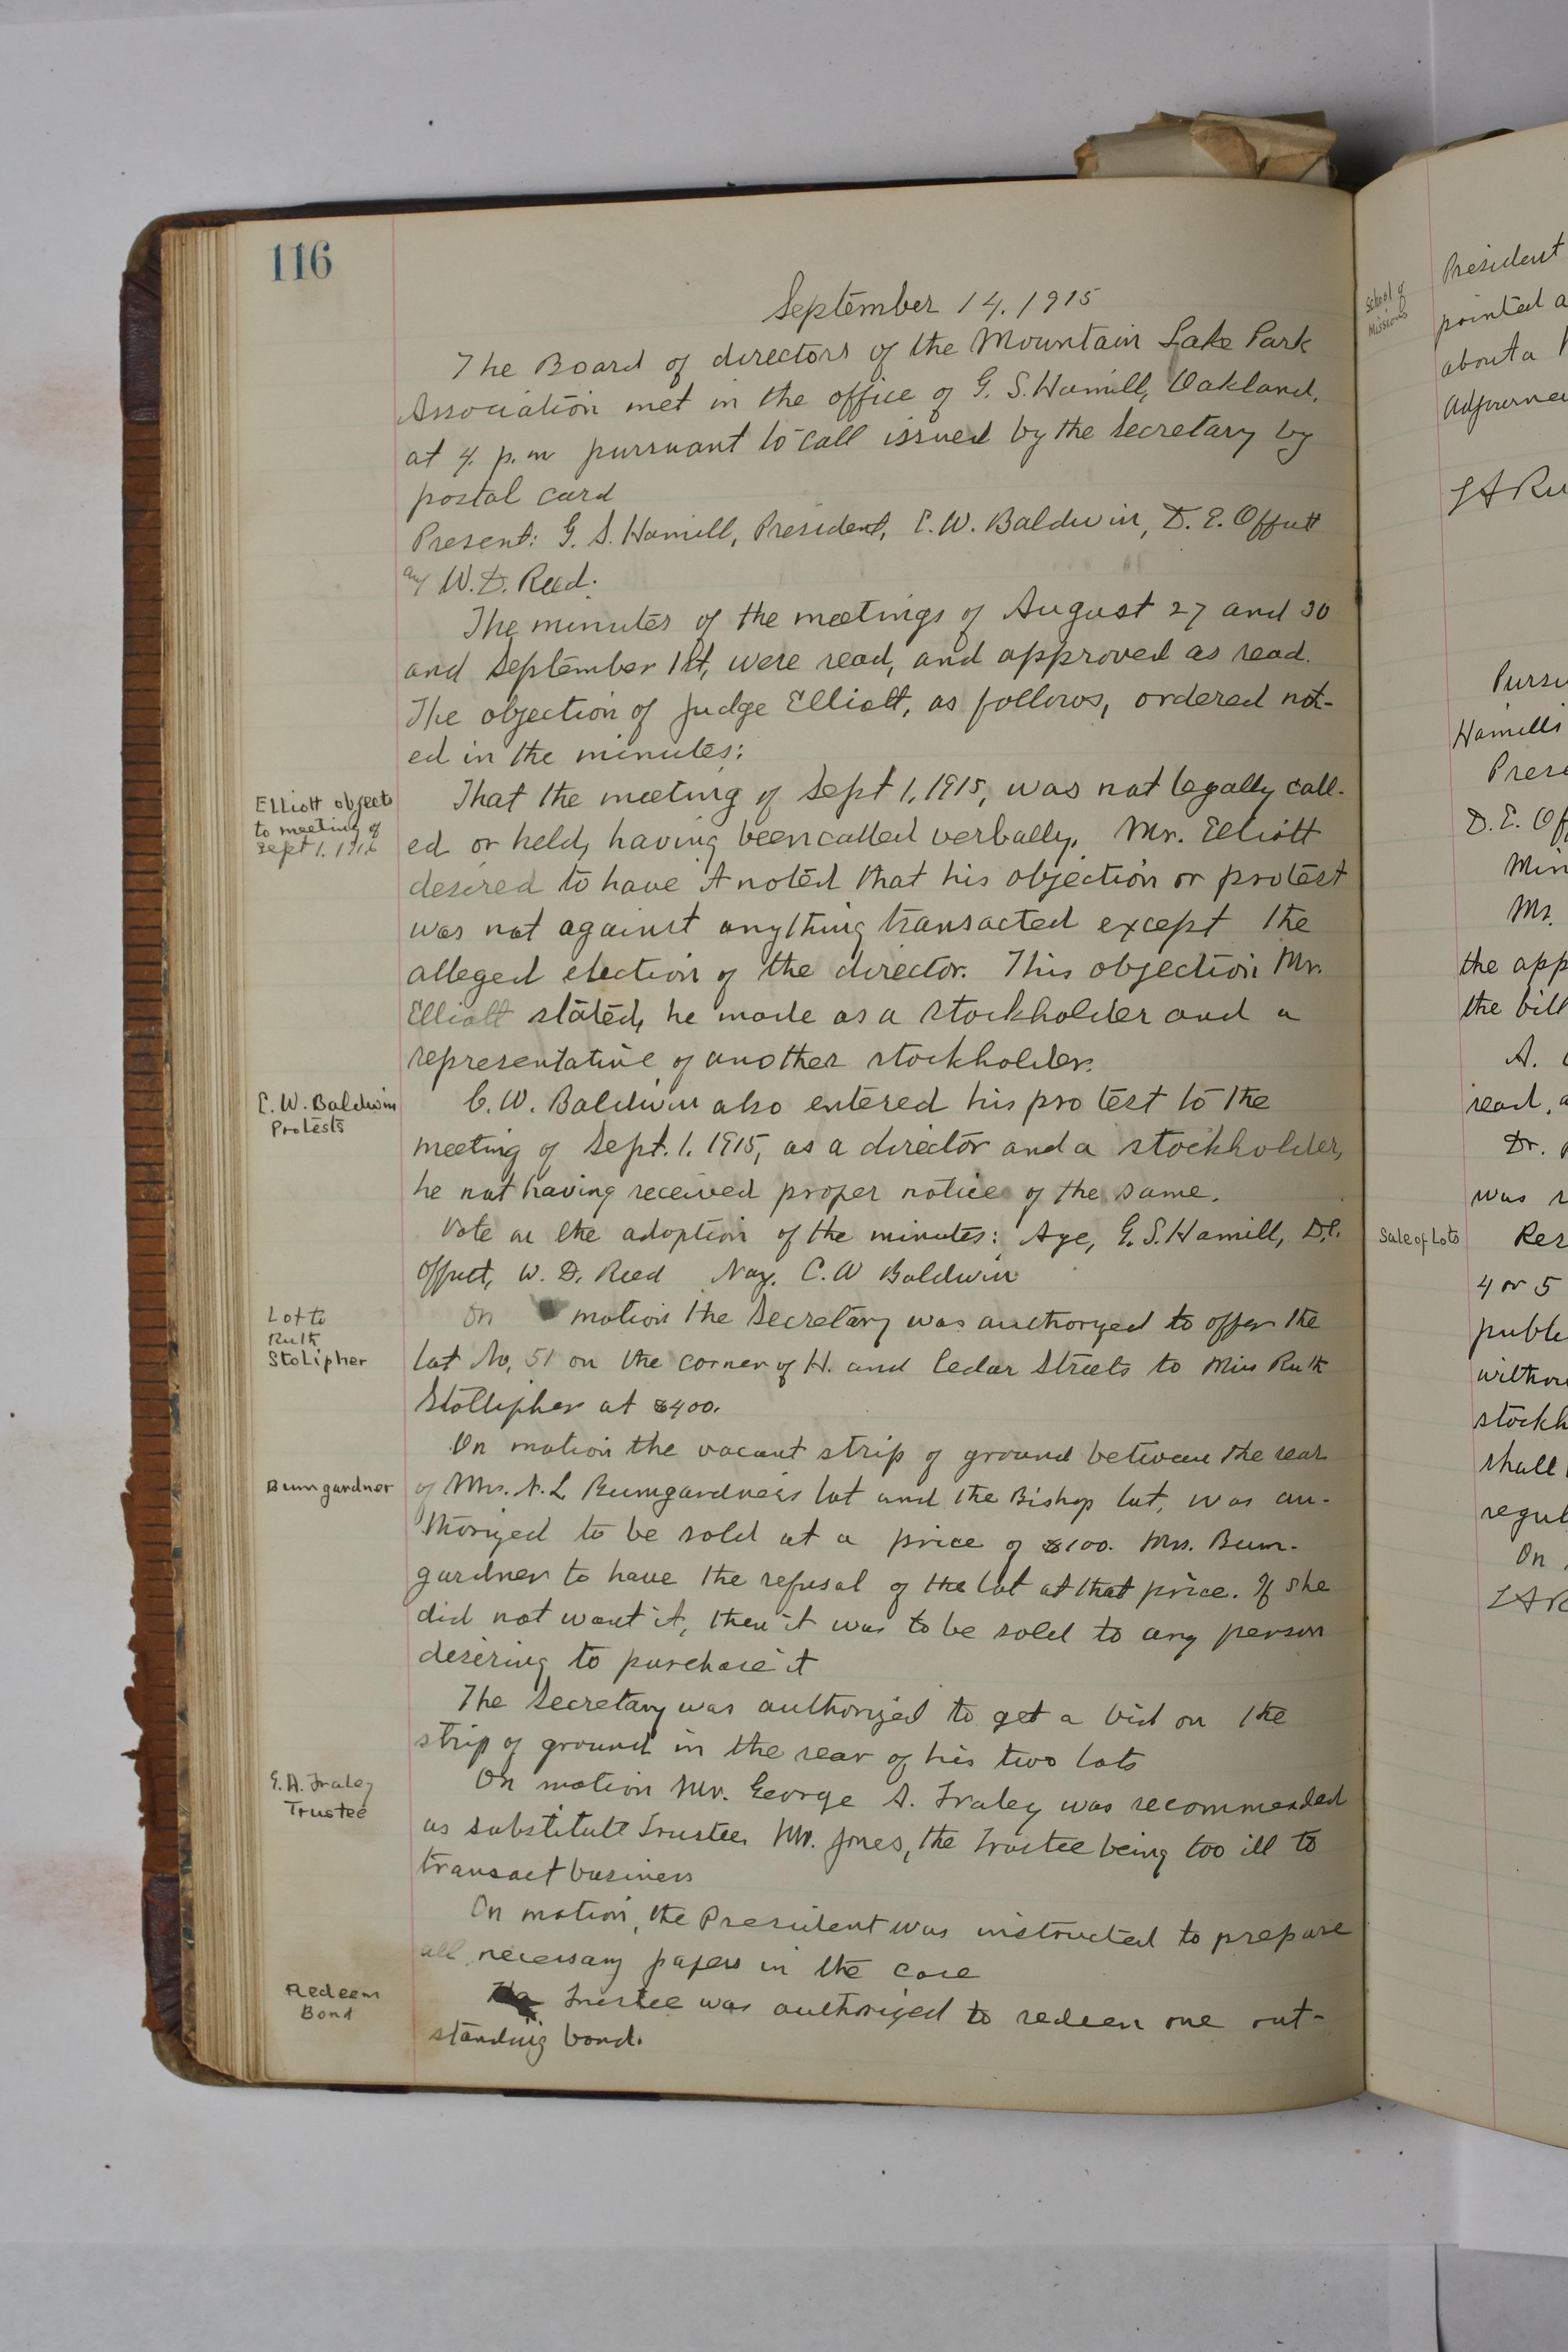 116
September 14, 1915
The Board of directors of the Mountain Lake Park
Association met in the office of G. S. Hamill, Oakland,
at 4. p.m pursuant to call issued by the Secretary by
postal card
Present: G. S. Hamill, President, C. W. Baldwin, D. E. Offutt
and W. D. Reed.
The minutes of the meetings of August 27 and 30
and September 1st, were read, and approved as read.
The objection of Judge Elliott, as follows, ordered not-
ed in the minutes:
Elliott objects
to meeting of
Sept 1. 1915
That the meeting of Sept 1, 1915, was not legally call-
ed or held, having been called verbally. Mr. Elliott
desired to have it noted that his objection or protest
was not against anything transacted except the
alleged election of the director. This objection Mr.
Elliott stated, he made as a stockholder and a
representative of another stockholder.
C. W. Baldwin
Protests
C. W. Baldwin also entered his protest to the
meeting of Sept. 1. 1915, as a director and a stockholder,
he not having received proper notice of the same.
Vote on the adoption of the minutes: Aye, G. S. Hamill, D.E.
Offutt, W. D. Reed Nay. C. W Baldwin
Lot to
Ruth
Stolipher
On motion the Secretary was authoryed to offer the
lot No. 51 on the corner of H. and Cedar Streets to Miss Ruth
Stollipher at $400.
On motion the vacant strip of ground between the rear
Bumgardner
of Mrs. N. L Bumgardner's lot and the Bishop lot, was au-
thorized to be sold at a price of $100. Mrs. Bum-
gardner to have the refusal of the lot at that price. If she
did not want it, then it was to be sold to any person
desering to purchase it
The Secretary was authorized to get a bid on the
strip of ground in the rear of his two lots
G. A. Fraley
Trustee
On motion Mr. George A. Fraley was recommended
as substitute Trustee. Mr. Jones, the Trustee being too ill to
transact business
On motion, the President was instructed to prepare
all necessary papers in the case
Redeem
Bond
Trustee was authorized to redeem one out-
standing bond.
School of
Missions
President
pointed a
about a
adjourned
Pursu
Hamills
Prese
D. E. Of
Min
Mr.
the app
the bill
A.
read, a
Dr.
was r
Sale of Lots
Res
4 or 5
public
withou
stockh
shall
regul
On